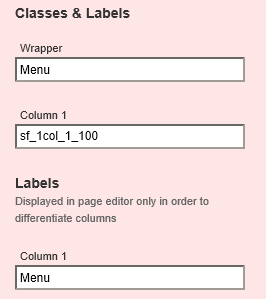 Classes & Labels
Wrapper
Menu
Column 1
sf_1col_1_100
Labels
Displayed in page editor only in order to
differentiate columns
Column 1
Menu